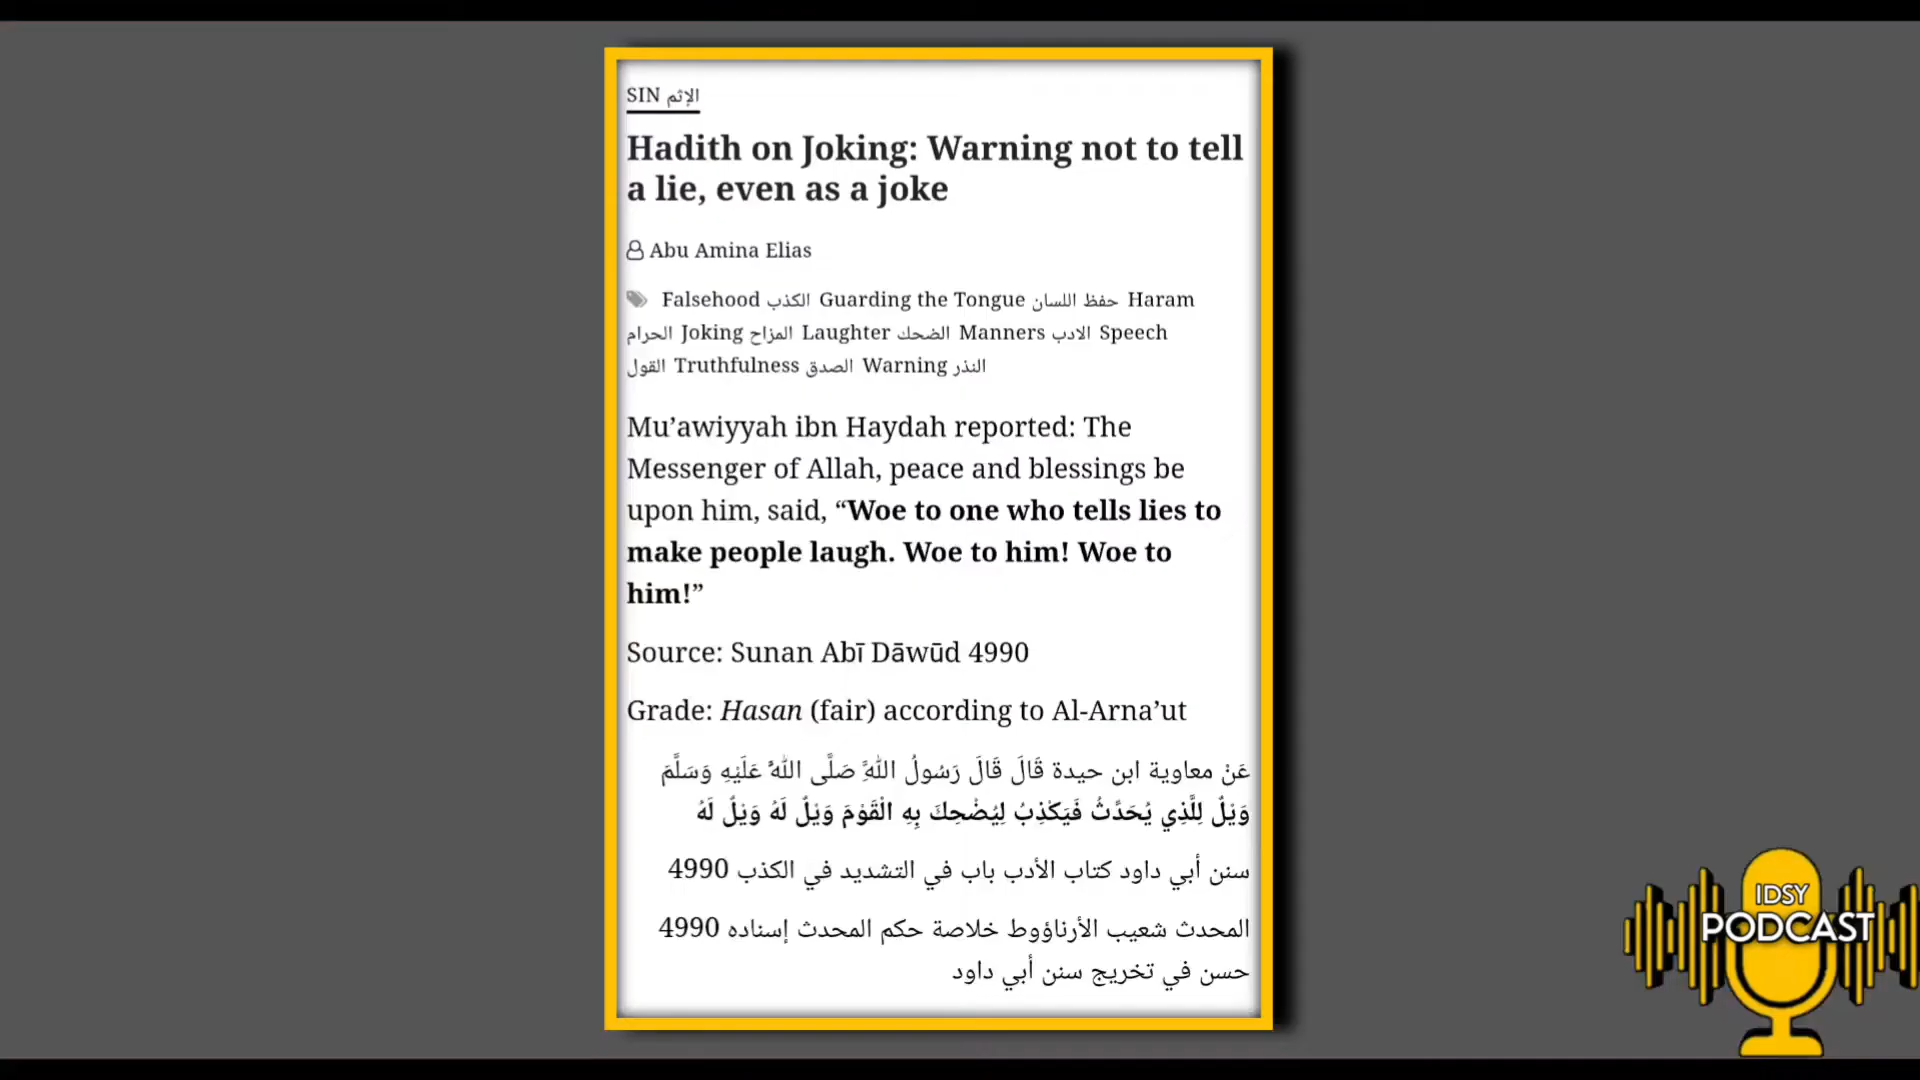 SIN الإثم
Hadith on Joking: Warning not to tell
a lie, even as a joke
Abu Amina Elias
Falsehood الكذب Guarding the Tongue حفظ اللسان Haram
الحرام Joking المزاح Laughter الضحك Manners الادب Speech
القول Truthfulness الصدق Warning النذر
Mu’awiyyah ibn Haydah reported: The
Messenger of Allah, peace and blessings be
upon him, said, “Woe to one who tells lies to
make people laugh. Woe to him! Woe to
him!”
Source: Sunan Abī Dāwūd 4990
Grade: Hasan (fair) according to Al-Arna’ut
عَنْ معاوية ابن حيدة قَالَ قَالَ رَسُولُ اللَّهِ صَلَّى اللَّهُ عَلَيْهِ وَسَلَّمَ
وَيْلٌ لِلَّذِي يُحَدِّثُ فَيَكْذِبُ لِيُضْحِكَ بِهِ الْقَوْمَ وَيْلٌ لَهُ وَيْلٌ لَهُ
سنن أبي داود كتاب الأدب باب في التشديد في الكذب 4990
المحدث شعيب الأرناؤوط خلاصة حكم المحدث إسناده 4990
حسن في تخريج سنن أبي داود
IDSY
PODCAST